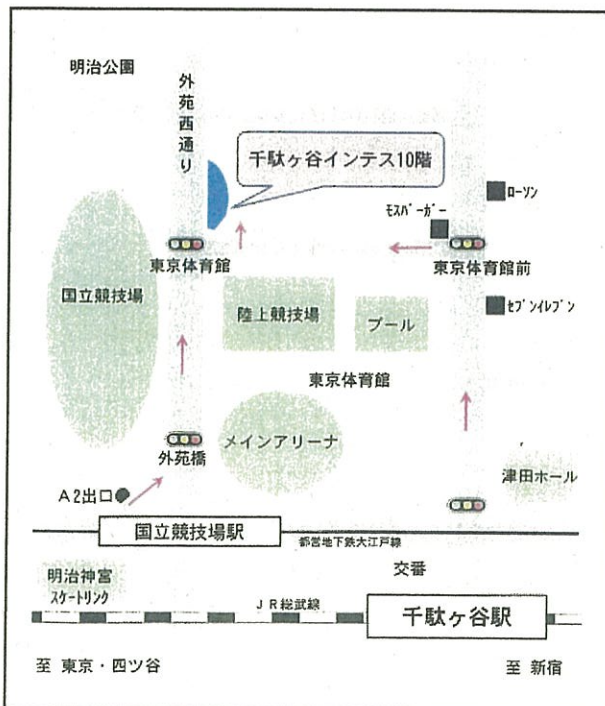 明治公園
外苑西通り
千駄ヶ谷インテス10階
ﾛｰｿﾝ
ﾓｽﾊﾞｰｶﾞｰ
東京体育館
東京体育館前
国立競技場
陸上競技場
プール
ｾﾌﾞﾝｲﾚﾌﾞﾝ
東京体育館
メインアリーナ
外苑橋
津田ホール
A2出口
国立競技場駅
都営地下鉄大江戸線
交番
明治神宮
ｽｹｰﾄﾘﾝｸ
JR総武線
千駄ヶ谷駅
至 東京・四ツ谷
至 新宿